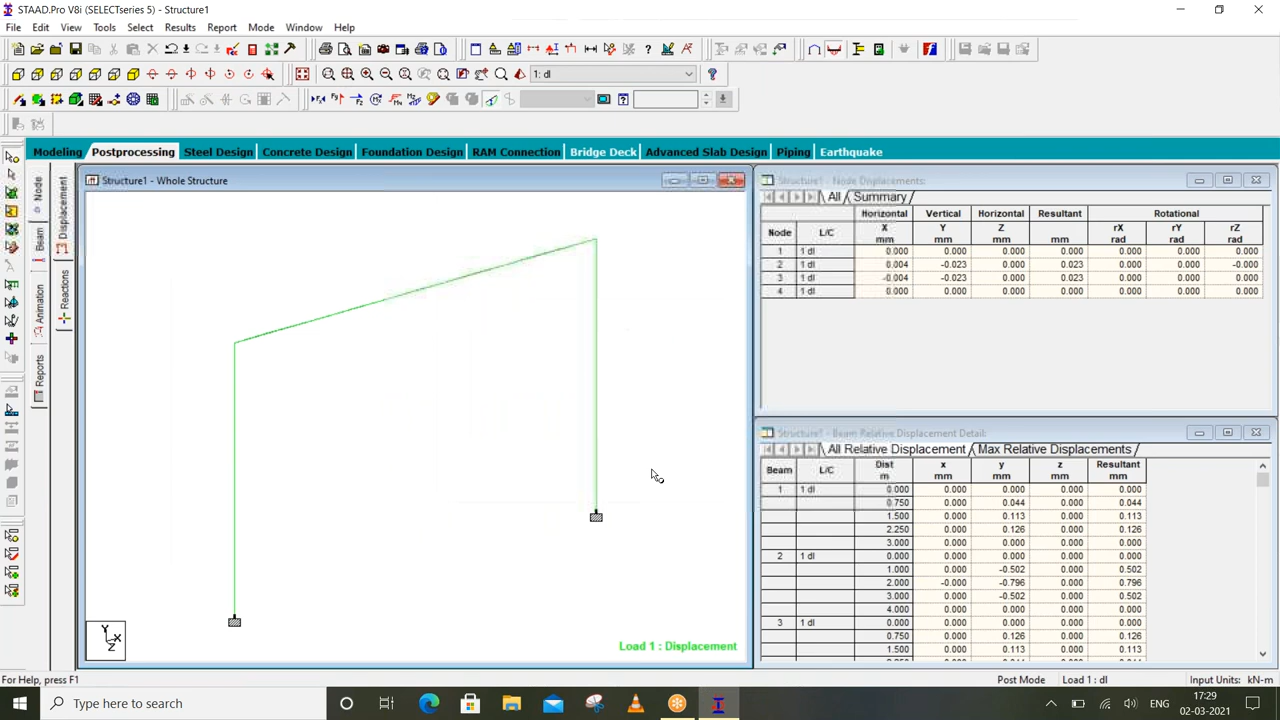 STAAD.Pro V8i (SELECTseries 5) - Structure1
File Edit View Tools Select Results Report Mode Window Help
1: dl
Modeling Postprocessing Steel Design Concrete Design Foundation Design RAM Connection Bridge Deck Advanced Slab Design Piping Earthquake
Node
Beam
Animation
Reports
Displacement
Reactions
Structure1 - Whole Structure
Y
X
Z
Load 1 : Displacement
Structure1 - Node Displacements:
All Summary
Horizontal Vertical Horizontal Resultant Rotational
Node L/C X Y Z rX rY rZ
mm mm mm mm rad rad rad
1 1 dl 0.000 0.000 0.000 0.000 0.000 0.000 0.000
2 1 dl 0.004 -0.023 0.000 0.023 0.000 0.000 -0.000
3 1 dl -0.004 -0.023 0.000 0.023 0.000 0.000 0.000
4 1 dl 0.000 0.000 0.000 0.000 0.000 0.000 0.000
Structure1 - Beam Relative Displacement Detail:
All Relative Displacement Max Relative Displacements
Beam L/C Dist x y z Resultant
m mm mm mm mm
1 1 dl 0.000 0.000 0.000 0.000 0.000
0.750 0.000 0.044 0.000 0.044
1.500 0.000 0.113 0.000 0.113
2.250 0.000 0.126 0.000 0.126
3.000 0.000 0.000 0.000 0.000
2 1 dl 0.000 0.000 0.000 0.000 0.000
1.000 0.000 -0.502 0.000 0.502
2.000 -0.000 -0.796 0.000 0.796
3.000 0.000 -0.502 0.000 0.502
4.000 0.000 0.000 0.000 0.000
3 1 dl 0.000 0.000 0.000 0.000 0.000
0.750 0.000 0.126 0.000 0.126
1.500 0.000 0.113 0.000 0.113
For Help, press F1
Post Mode Load 1 : dl Input Units: kN-m
Type here to search
ENG
17:29
02-03-2021